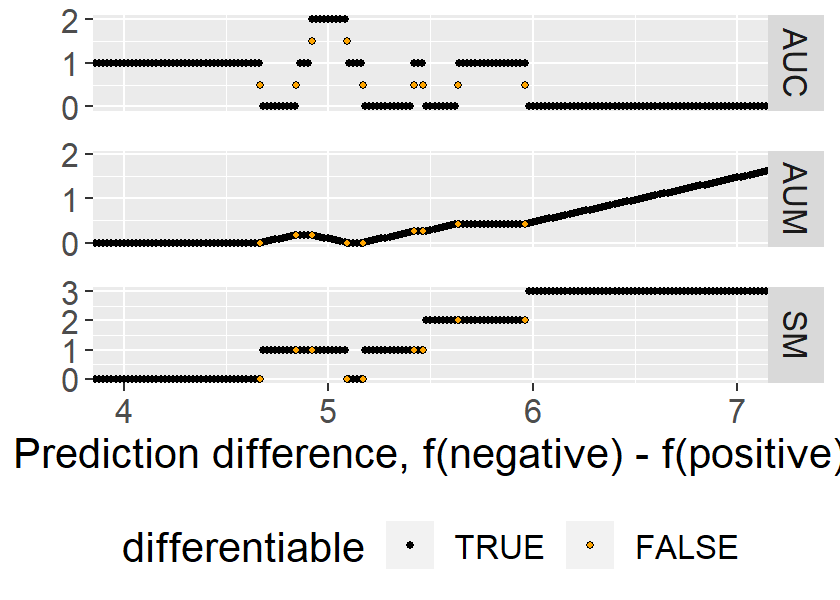 2
1
0
AUC
2
1
0
AUM
3
2
1
0
SM
4 5 6 7
Prediction difference, f(negative) - f(positive)
differentiable TRUE FALSE